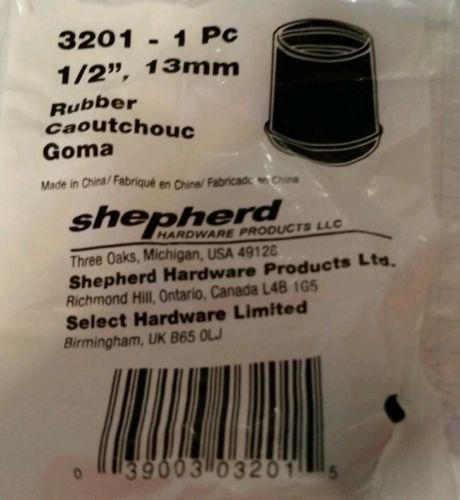 3201 - 1 Pc
1/2", 13mm
Rubber
Caoutchouc
Goma
Made in China/ Fabriqué en Chine/ Fabricado en China
shepherd
HARDWARE PRODUCTS LLC
Three Oaks, Michigan, USA 49128
Shepherd Hardware Products Ltd.
Richmond Hill, Ontario, Canada L4B 1G5
Select Hardware Limited
Birmingham, UK B65 0LJ
0 39003 03201 5